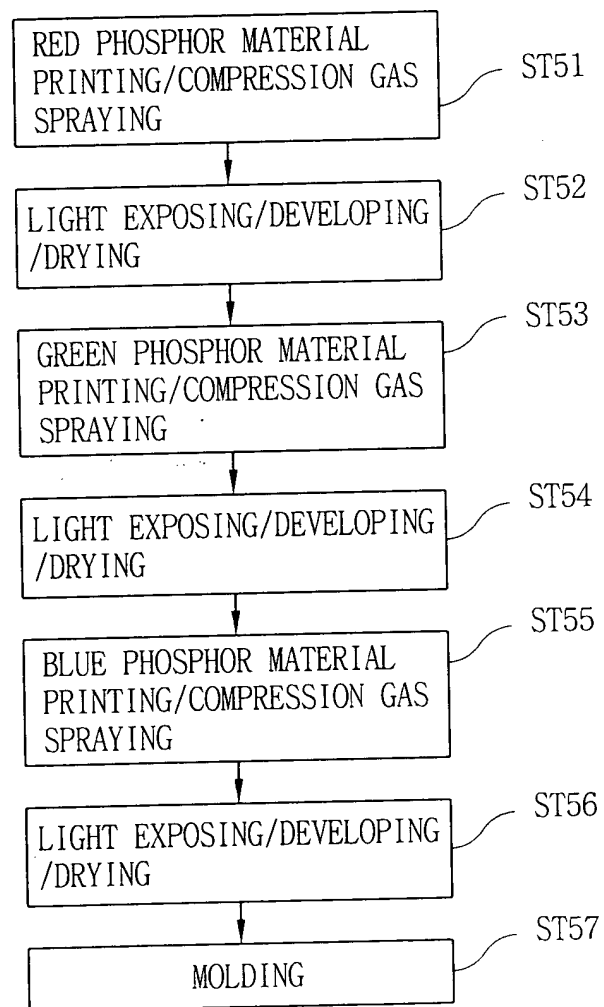 RED PHOSPHOR MATERIAL
PRINTING/COMPRESSION GAS
SPRAYING
ST51
LIGHT EXPOSING/DEVELOPING
/DRYING
ST52
GREEN PHOSPHOR MATERIAL
PRINTING/COMPRESSION GAS
SPRAYING
ST53
LIGHT EXPOSING/DEVELOPING
/DRYING
ST54
BLUE PHOSPHOR MATERIAL
PRINTING/COMPRESSION GAS
SPRAYING
ST55
LIGHT EXPOSING/DEVELOPING
/DRYING
ST56
MOLDING
ST57